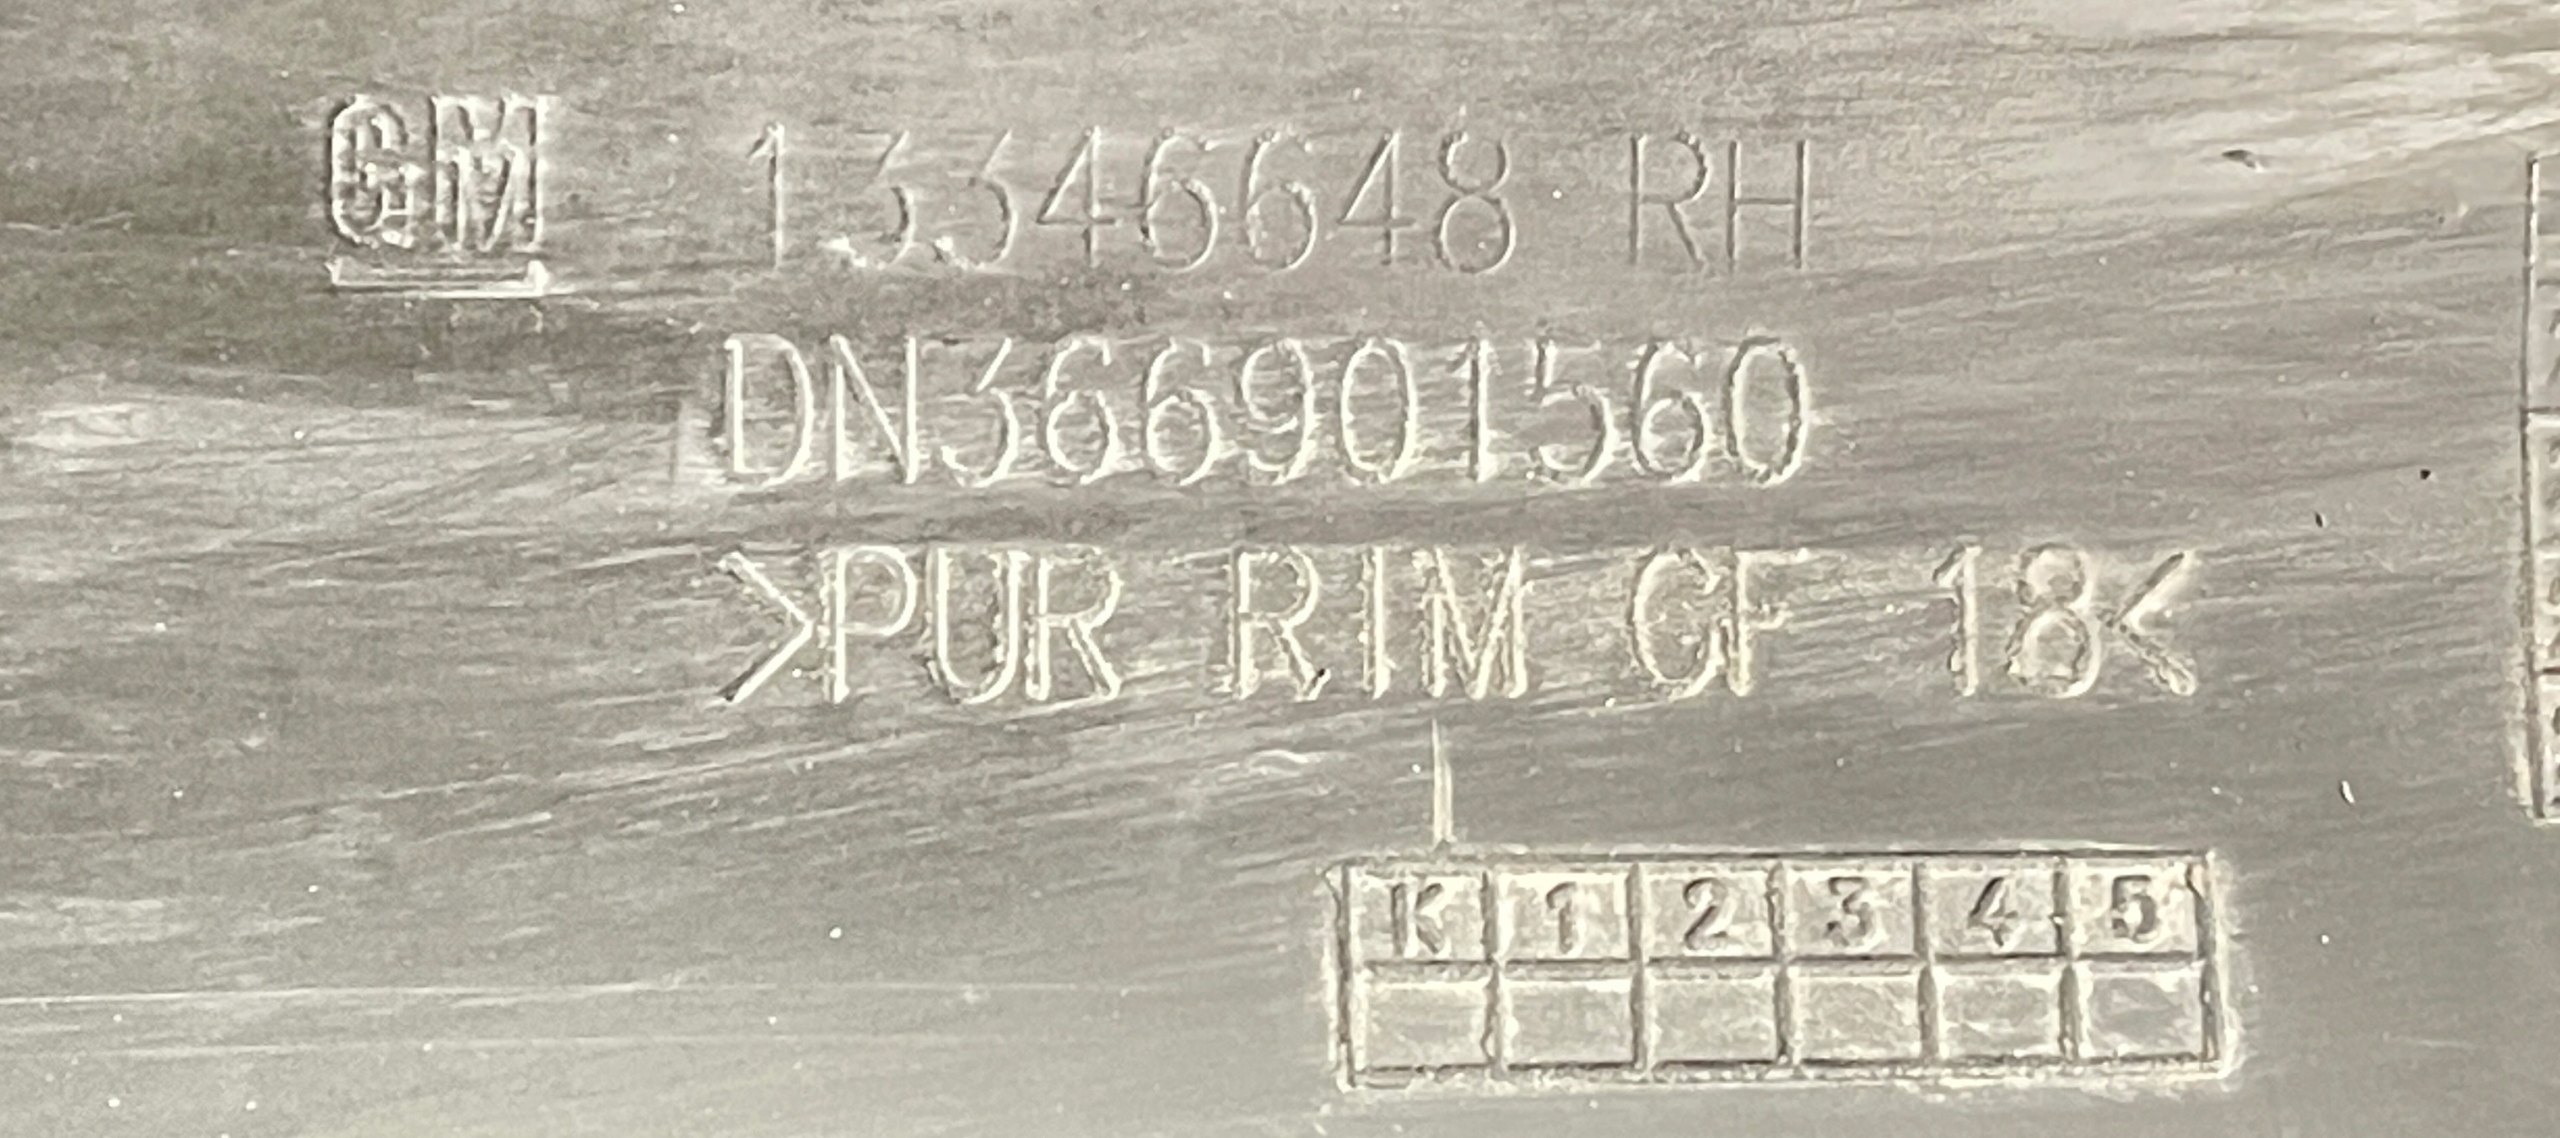 GM 13346648 RH
DN366901560
>PUR RIM GF 18<
K 1 2 3 4 5